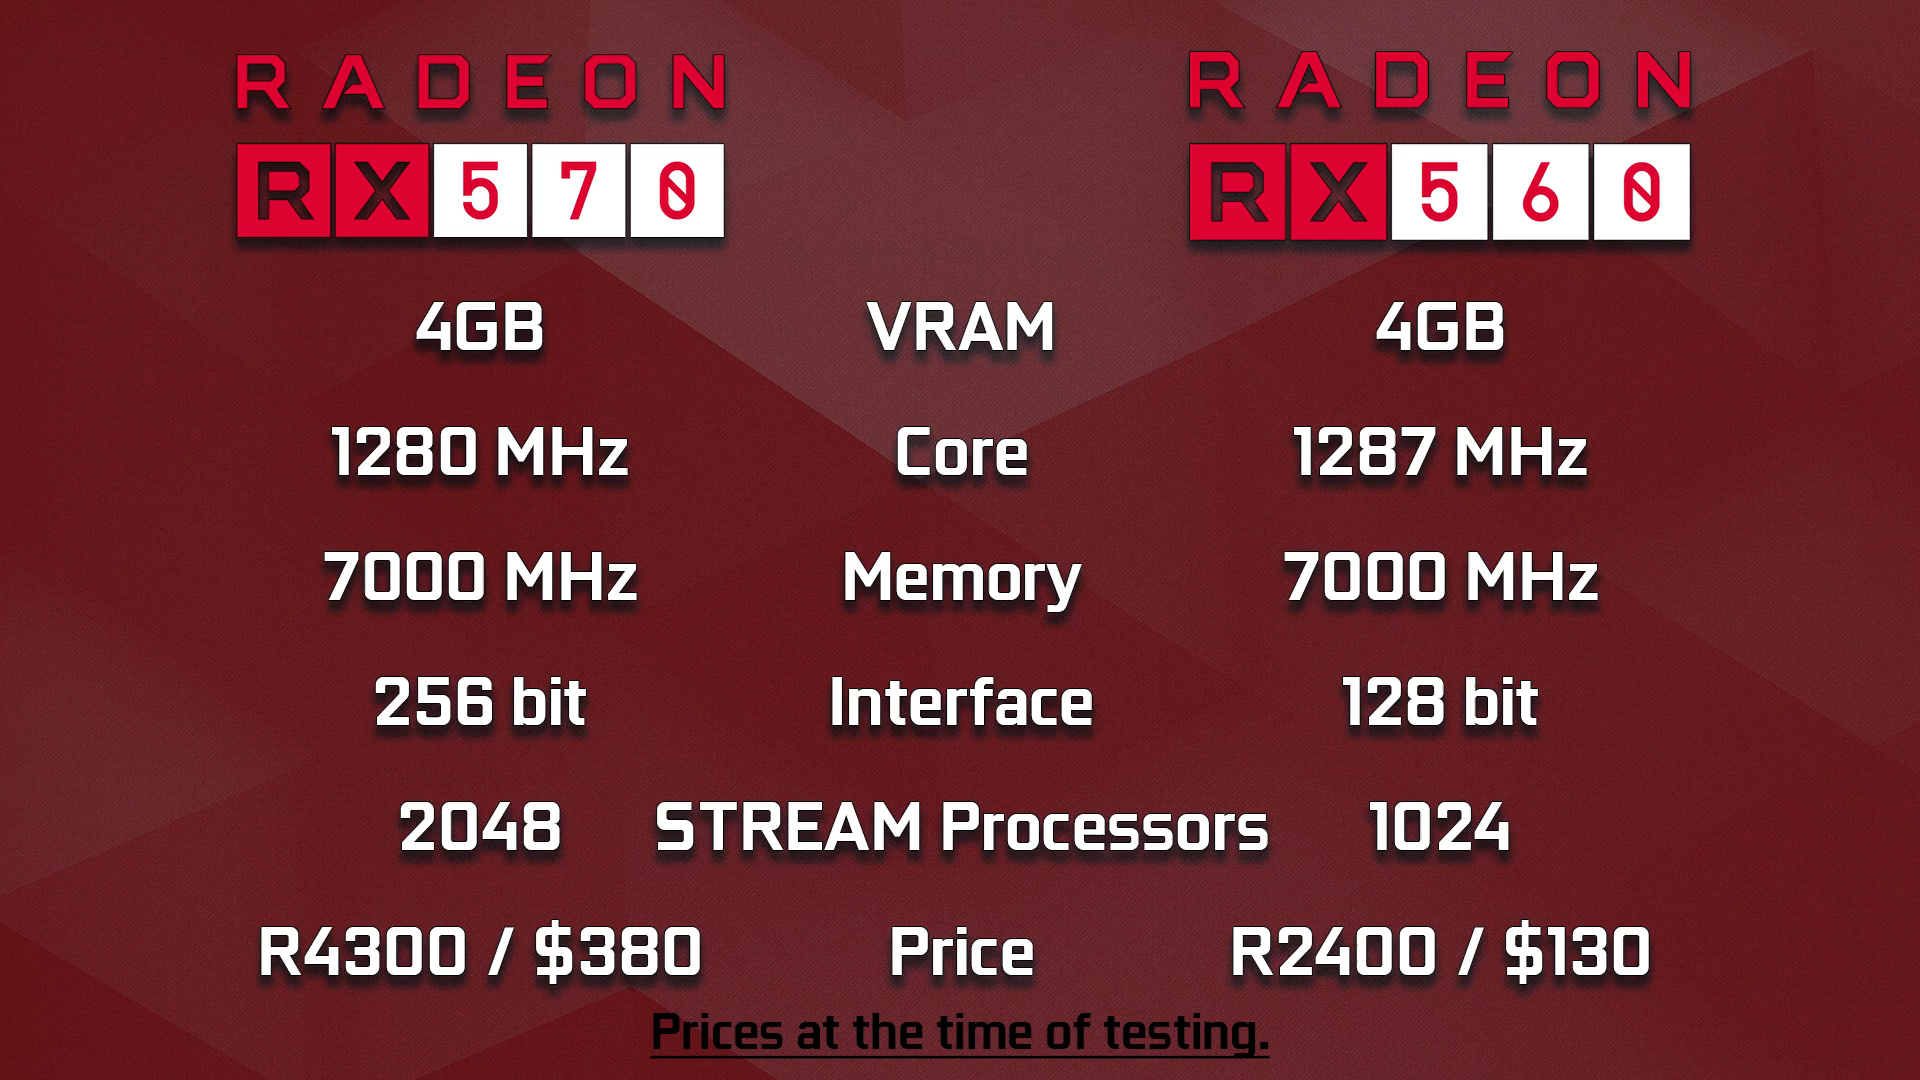 RADEON RADEON
RX570 RX560
4GB VRAM 4GB
1280 MHz Core 1287 MHz
7000 MHz Memory 7000 MHz
256 bit Interface 128 bit
2048 STREAM Processors 1024
R4300 / $380 Price R2400 / $130
Prices at the time of testing.